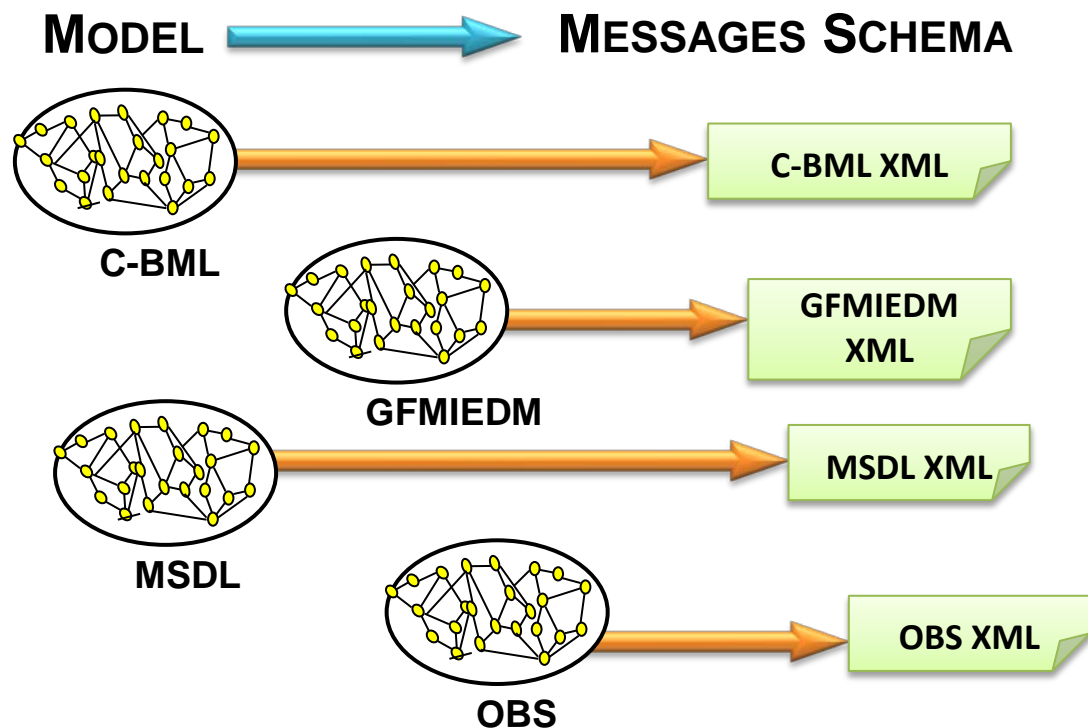 MODEL
MESSAGES SCHEMA
C-BML XML
C-BML
GFMIEDM
XML
GFMIEDM
MSDL XML
MSDL
OBS XML
OBS